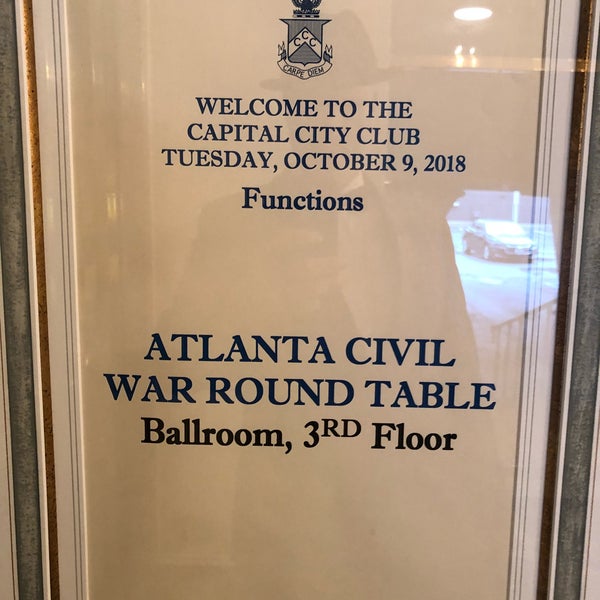 CCC
CARPE DIEM
WELCOME TO THE
CAPITAL CITY CLUB
TUESDAY, OCTOBER 9, 2018
Functions
ATLANTA CIVIL
WAR ROUND TABLE
Ballroom, 3RD Floor